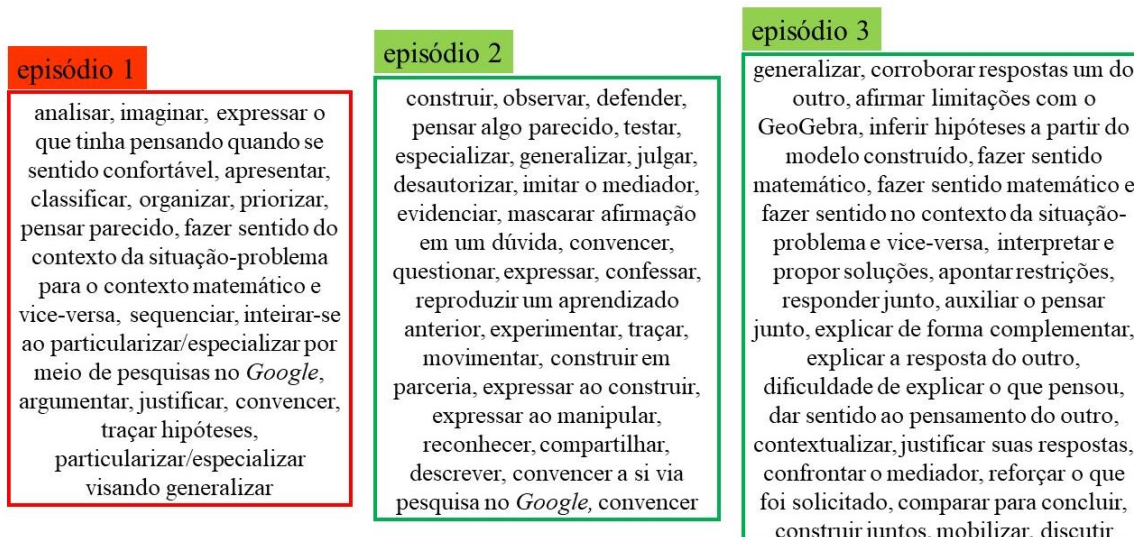 episódio 1
analisar, imaginar, expressar o
que tinha pensando quando se
sentido confortável, apresentar,
classificar, organizar, priorizar,
pensar parecido, fazer sentido do
contexto da situação-problema
para o contexto matemático e
vice-versa, sequenciar, inteirar-se
ao particularizar/especializar por
meio de pesquisas no Google,
argumentar, justificar, convencer,
traçar hipóteses,
particularizar/especializar
visando generalizar
episódio 2
construir, observar, defender,
pensar algo parecido, testar,
especializar, generalizar, julgar,
desautorizar, imitar o mediador,
evidenciar, mascarar afirmação
em um dúvida, convencer,
questionar, expressar, confessar,
reproduzir um aprendizado
anterior, experimentar, traçar,
movimentar, construir em
parceria, expressar ao construir,
expressar ao manipular,
reconhecer, compartilhar,
descrever, convencer a si via
pesquisa no Google, convencer
episódio 3
generalizar, corroborar respostas um do
outro, afirmar limitações com o
GeoGebra, inferir hipóteses a partir do
modelo construído, fazer sentido
matemático, fazer sentido matemático e
fazer sentido no contexto da situação-
problema e vice-versa, interpretar e
propor soluções, apontar restrições,
responder junto, auxiliar o pensar
junto, explicar de forma complementar,
explicar a resposta do outro,
dificuldade de explicar o que pensou,
dar sentido ao pensamento do outro,
contextualizar, justificar suas respostas,
confrontar o mediador, reforçar o que
foi solicitado, comparar para concluir,
construir juntos, mobilizar, discutir